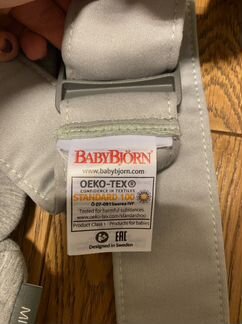 BABYBJÖRN
www.babybjorn.com
OEKO-TEX®
CONFIDENCE IN TEXTILES
STANDARD 100
Tested for harmful substances.
www.oeko-tex.com/standard100
Product Class I Products for babies
Designed in Sweden
EAC
MI